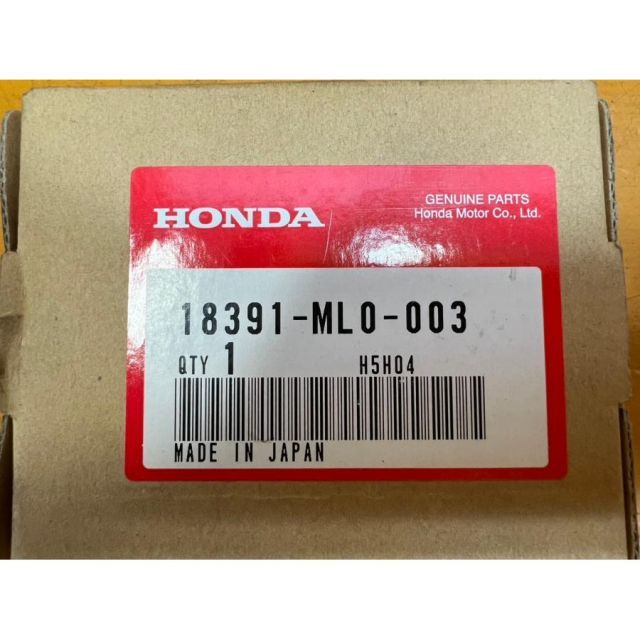 HONDA
GENUINE PARTS
Honda Motor Co., Ltd.
18391-ML0-003
QTY 1 H5H04
MADE IN JAPAN